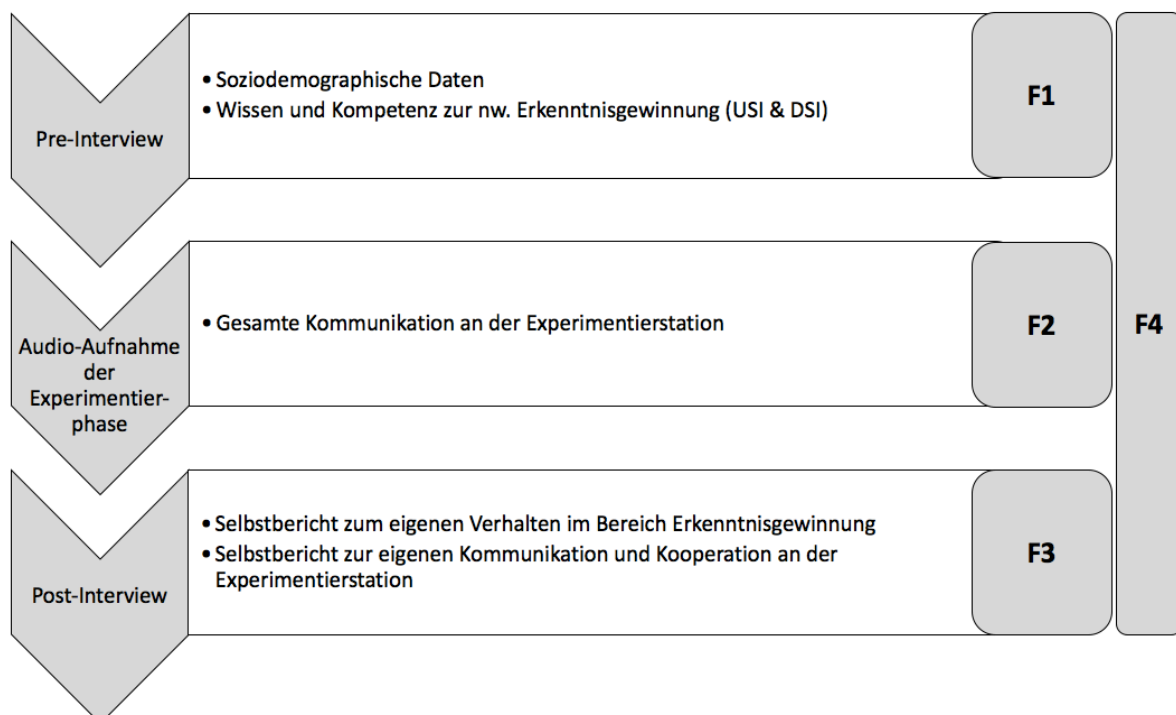 Pre-Interview
• Soziodemographische Daten
• Wissen und Kompetenz zur nw. Erkenntnisgewinnung (USI & DSI)
F1
Audio-Aufnahme
der
Experimentier-
phase
• Gesamte Kommunikation an der Experimentierstation
F2
F4
Post-Interview
• Selbstbericht zum eigenen Verhalten im Bereich Erkenntnisgewinnung
• Selbstbericht zur eigenen Kommunikation und Kooperation an der
Experimentierstation
F3